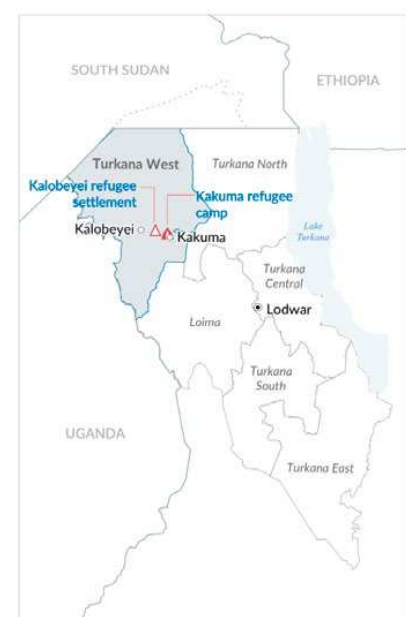 SOUTH SUDAN
ETHIOPIA
Turkana West
Turkana North
Kalobeyei refugee
settlement
Kakuma refugee
camp
Kalobeyei
Kakuma
Lake
Turkana
Turkana
Central
Lodwar
Loima
Turkana
South
UGANDA
Turkana East